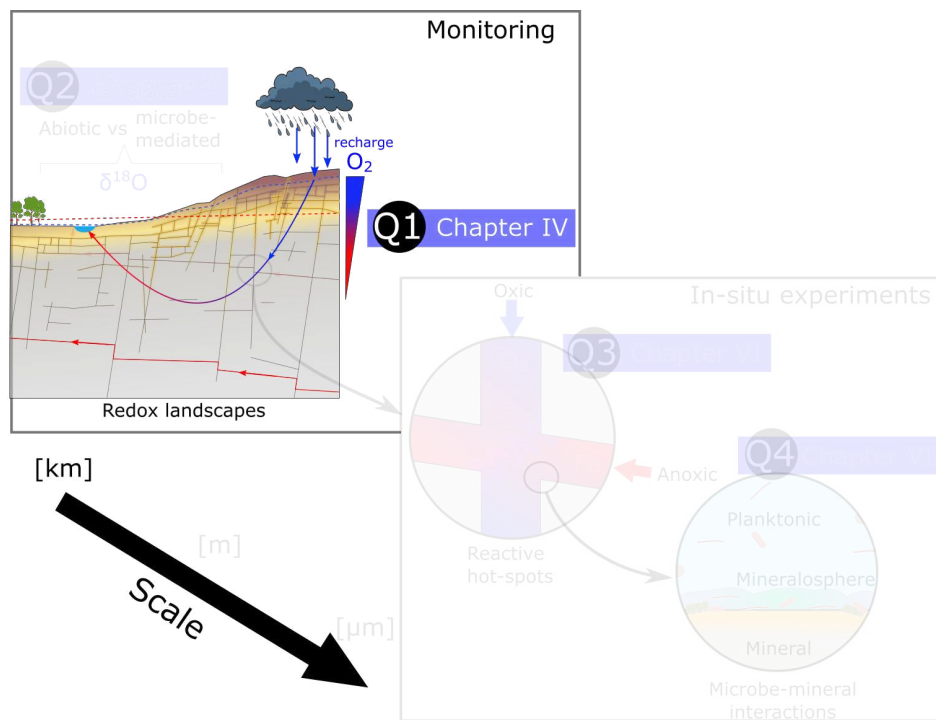 Monitoring
Q2
Abiotic vs
microbe-
mediated
δ¹⁸O
recharge
O₂
Q1 Chapter IV
Redox landscapes
In-situ experiments
Oxic
Q3
Anoxic
Reactive
hot-spots
Q4
Planktonic
Mineralosphere
Mineral
Microbe-mineral
interactions
[km]
[m]
[µm]
Scale